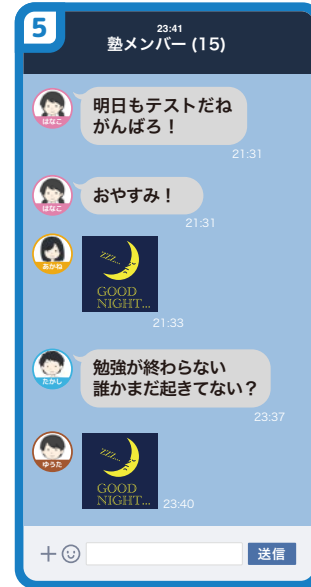 5
23:41
塾メンバー (15)
明日もテストだね
がんばろ！
はなこ
21:31
おやすみ！
はなこ
21:31
zzz...
GOOD
NIGHT...
あかね
21:33
勉強が終わらない
誰かまだ起きてない？
たかし
23:37
zzz...
GOOD
NIGHT...
ゆうた
23:40
送信